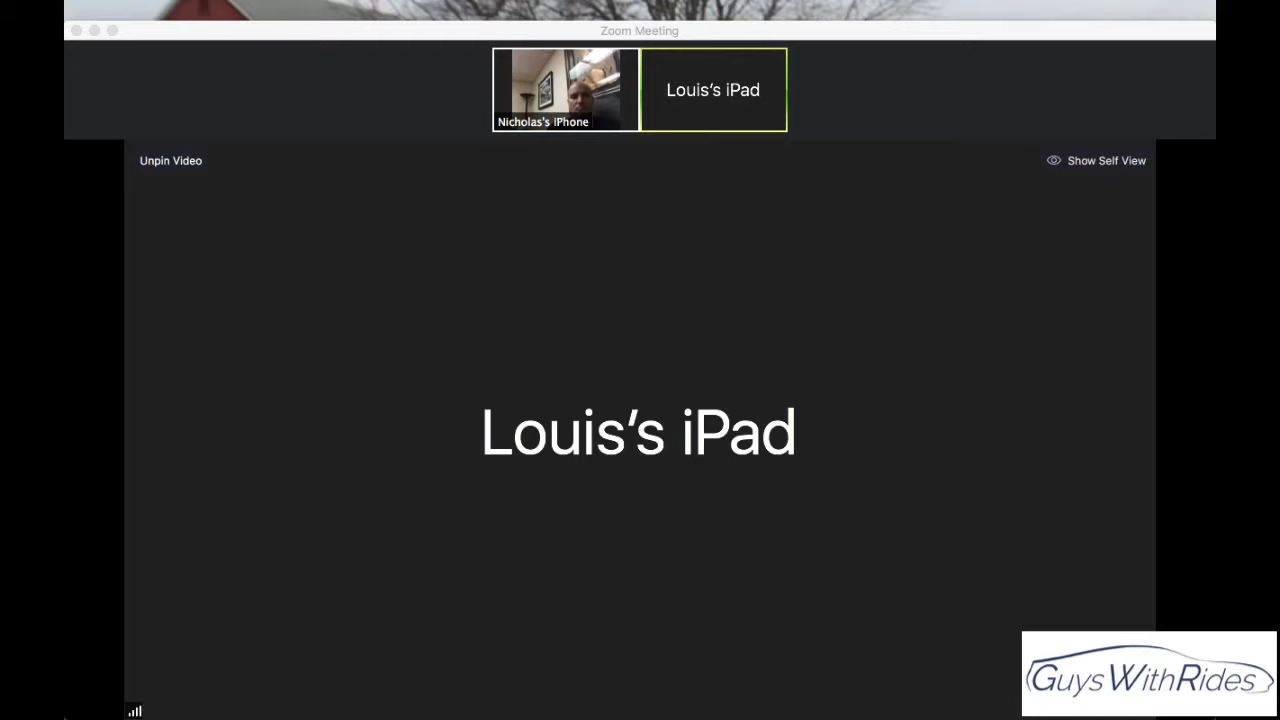 Zoom Meeting
Nicholas's iPhone
Louis's iPad
Unpin Video
Show Self View
Louis's iPad
GuysWithRides